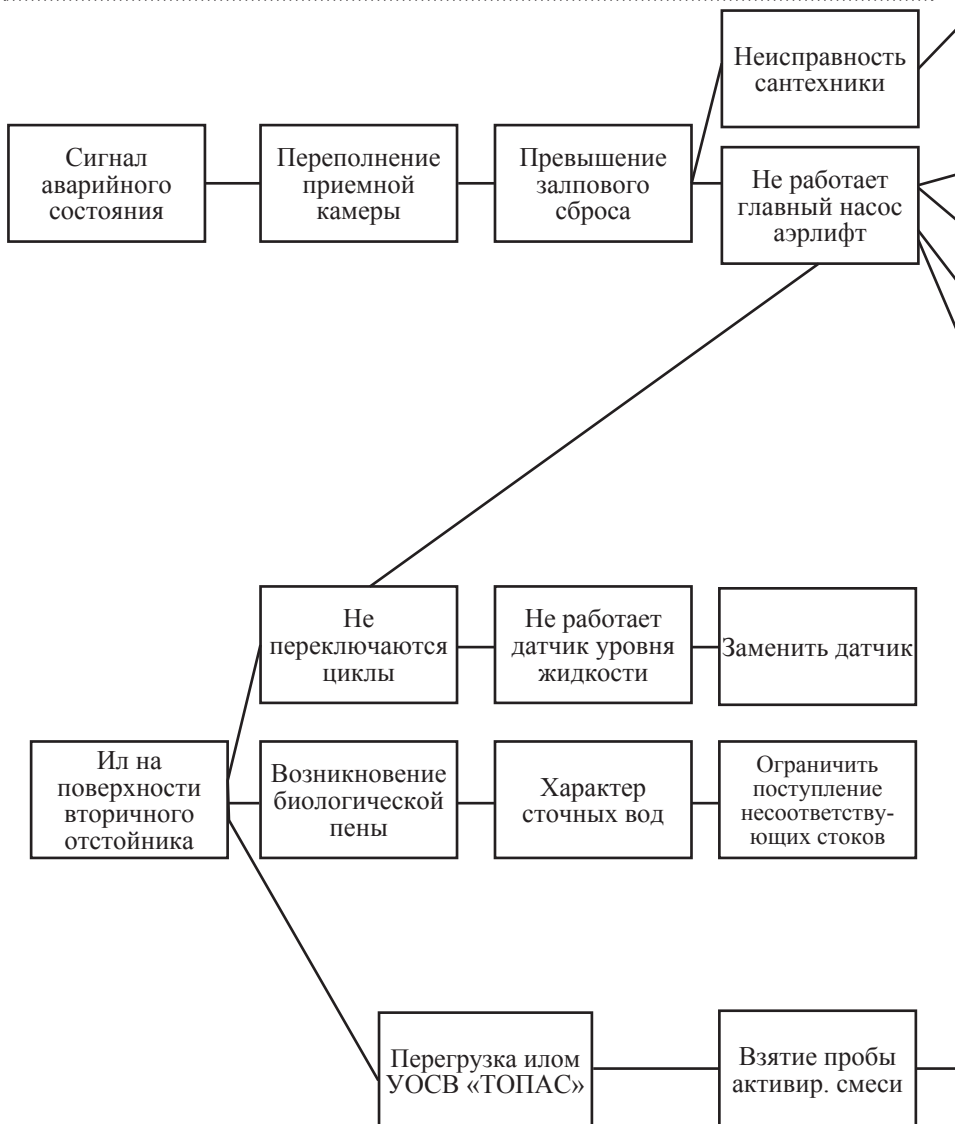 Неисправность
сантехники
Сигнал
аварийного
состояния
Переполнение
приемной
камеры
Превышение
залпового
сброса
Не работает
главный насос
аэрлифт
Не
переключаются
циклы
Не работает
датчик уровня
жидкости
Заменить датчик
Ил на
поверхности
вторичного
отстойника
Возникновение
биологической
пены
Характер
сточных вод
Ограничить
поступление
несоответству-
ющих стоков
Перегрузка илом
УОСВ «ТОПАС»
Взятие пробы
активир. смеси